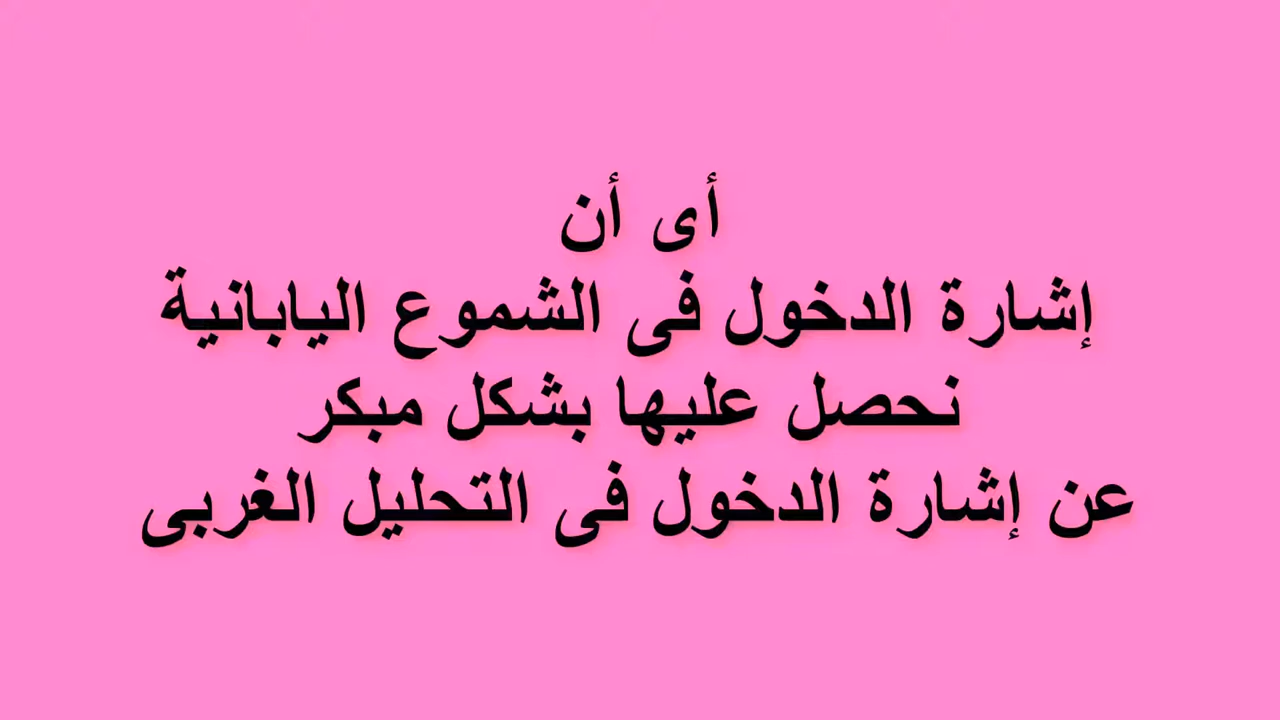 أى أن
إشارة الدخول فى الشموع اليابانية
نحصل عليها بشكل مبكر
عن إشارة الدخول فى التحليل الغربى